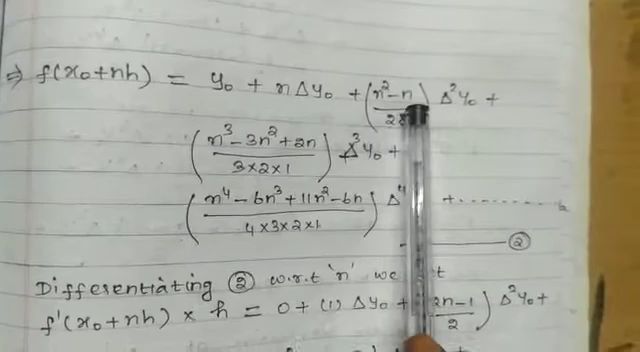 ⇒ f(x₀+nh) = y₀ + nΔy₀ + (n²-n / 2) Δ²y₀ +
(n³-3n²+2n / 3×2×1) Δ³y₀ +
(n⁴-6n³+11n²-6n / 4×3×2×1) Δ⁴ +........
②
Differentiating ② w.r.t 'n' we
f'(x₀+nh) × h = 0 + (1) Δy₀ + (2n-1 / 2) Δ²y₀ +